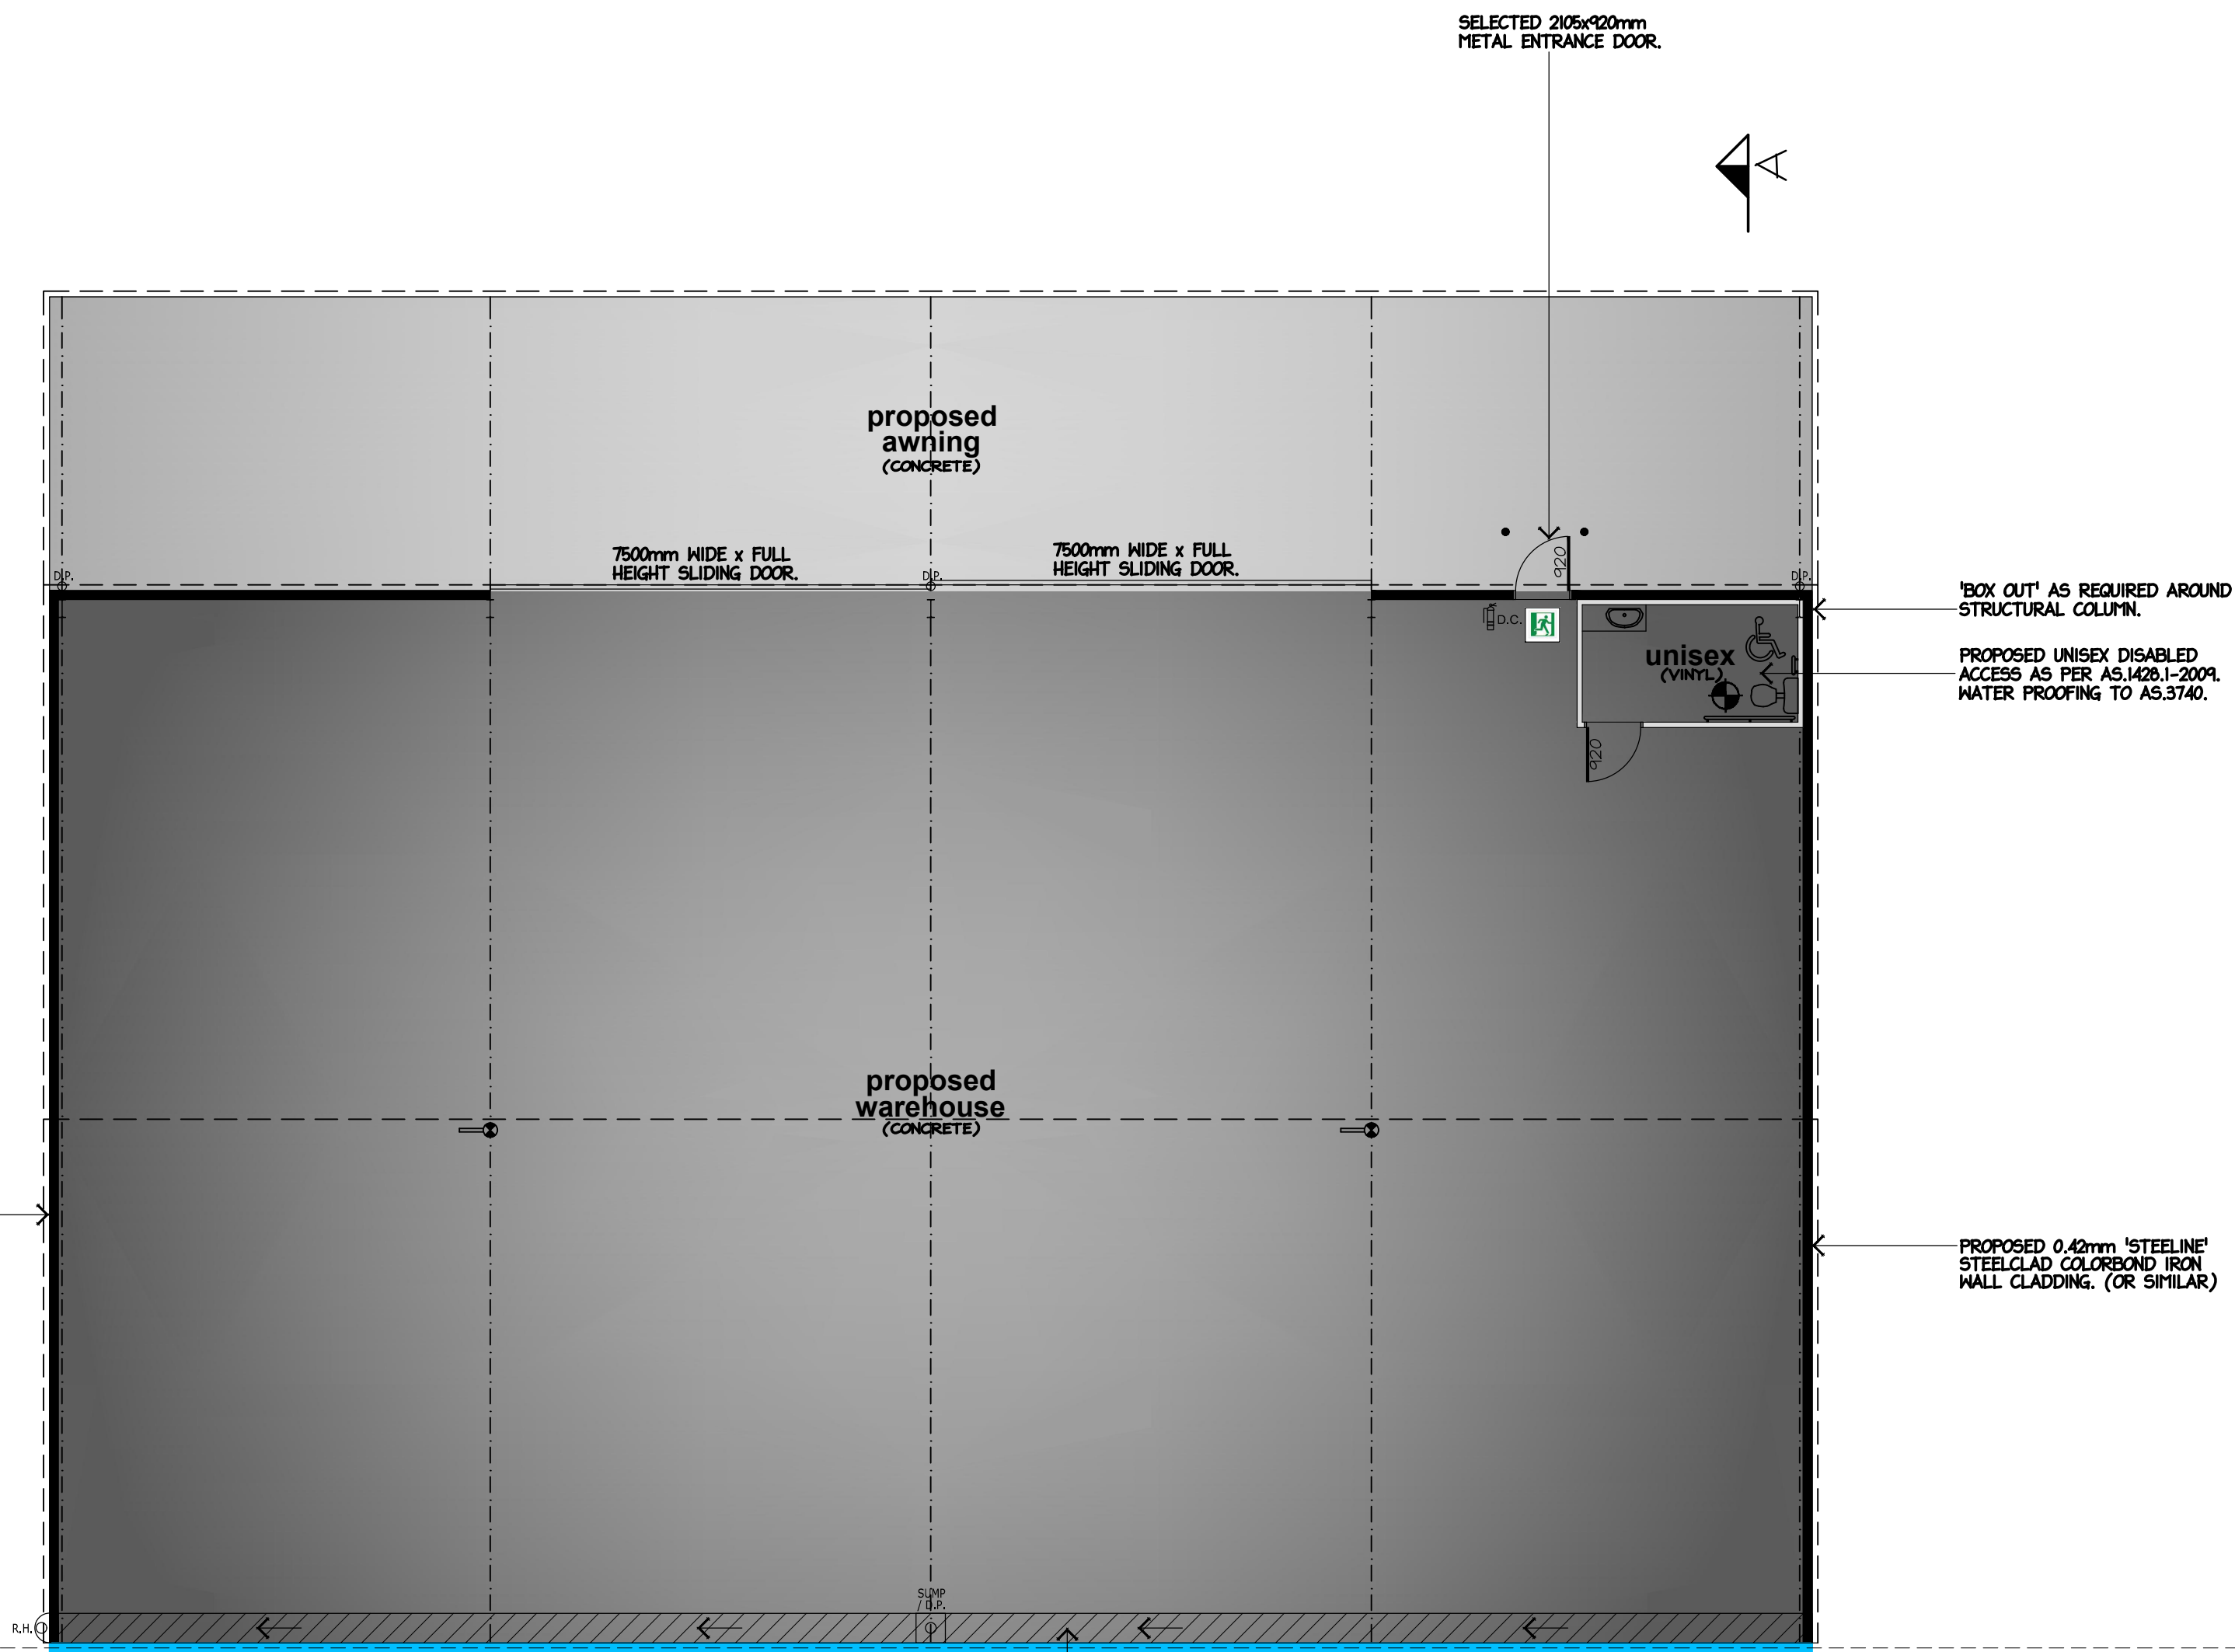 SELECTED 2105x920mm
METAL ENTRANCE DOOR.
A
proposed
awning
(CONCRETE)
7500mm WIDE x FULL
HEIGHT SLIDING DOOR.
7500mm WIDE x FULL
HEIGHT SLIDING DOOR.
920
D.P.
D.P.
D.P.
D.C.
'BOX OUT' AS REQUIRED AROUND
STRUCTURAL COLUMN.
unisex
(VINYL)
PROPOSED UNISEX DISABLED
ACCESS AS PER AS.1428.1-2009.
WATER PROOFING TO AS.3740.
920
proposed
warehouse
(CONCRETE)
PROPOSED 0.42mm 'STEELINE'
STEELCLAD COLORBOND IRON
WALL CLADDING. (OR SIMILAR)
SUMP
/ D.P.
R.H.